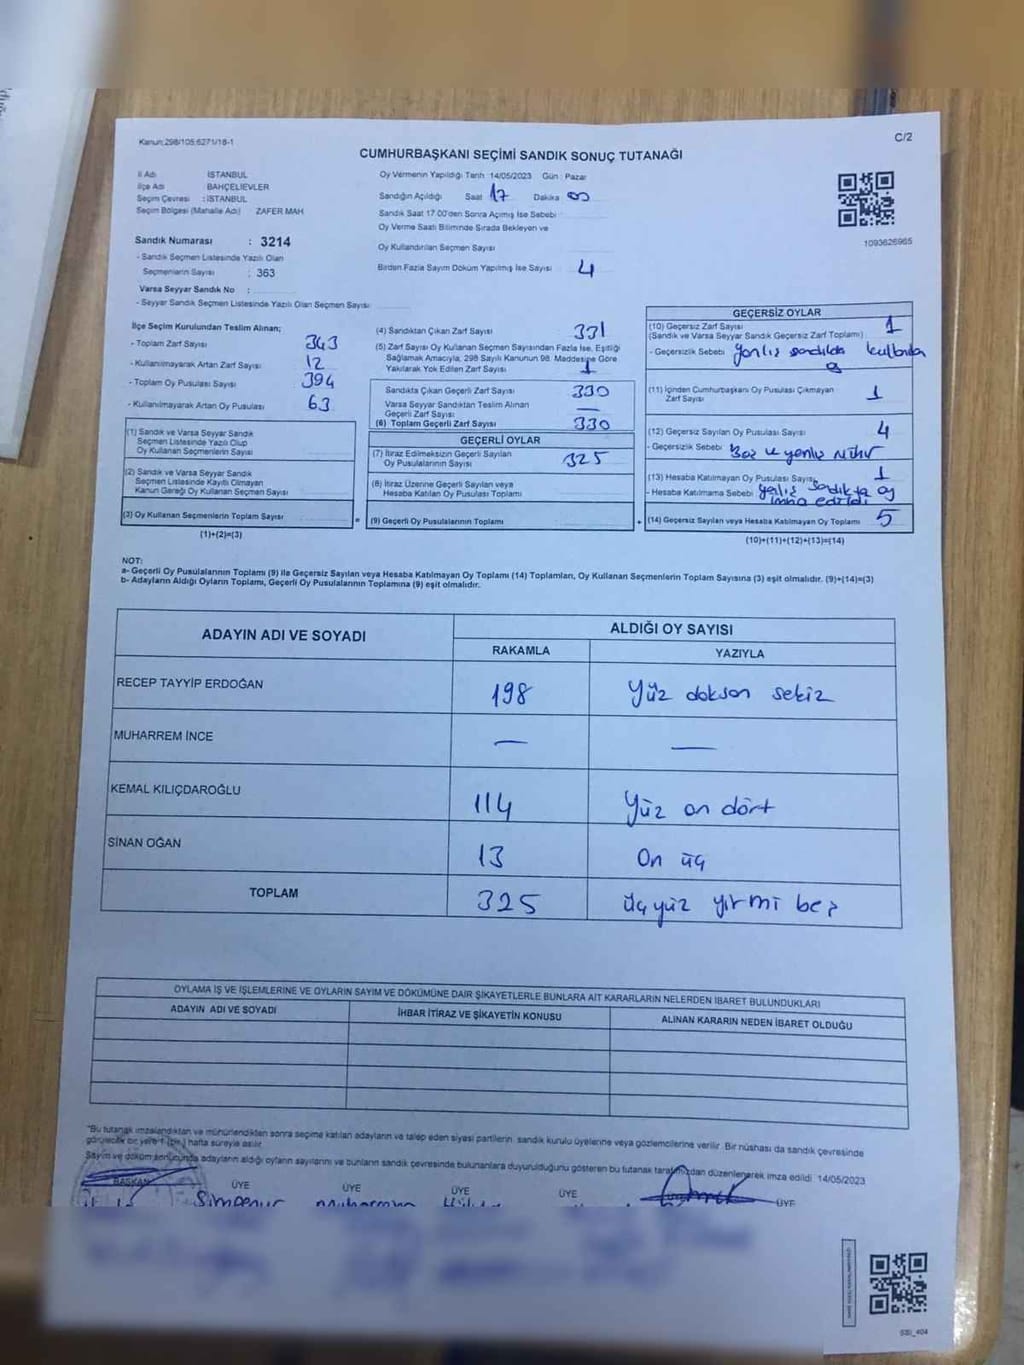 Kanun:298/105;6271/18-1
C/2
CUMHURBAŞKANI SEÇİMİ SANDIK SONUÇ TUTANAĞI
İl Adı İSTANBUL
İlçe Adı BAHÇELİEVLER
Seçim Çevresi : İSTANBUL
Seçim Bölgesi (Mahalle Adı) ZAFER MAH
Sandık Numarası : 3214
- Sandık Seçmen Listesinde Yazılı Olan
Seçmenlerin Sayısı : 363
Varsa Seyyar Sandık No :
- Seyyar Sandık Seçmen Listesinde Yazılı Olan Seçmen Sayısı:
Oy Vermenin Yapıldığı Tarih :14/05/2023 Gün : Pazar
Sandığın Açıldığı Saat 17 Dakika 00
Sandık Saat 17.00'den Sonra Açımış İse Sebebi
Oy Verme Saati Bitiminde Sırada Bekleyen ve
Oy Kullandırılan Seçmen Sayısı
Birden Fazla Sayım Döküm Yapılmış İse Sayısı 4
1093626965
İlçe Seçim Kurulundan Teslim Alınan;
- Toplam Zarf Sayısı 343
- Kullanılmayarak Artan Zarf Sayısı 12
- Toplam Oy Pusulası Sayısı 394
- Kullanılmayarak Artan Oy Pusulası 63
(1) Sandık ve Varsa Seyyar Sandık
Seçmen Listesinde Yazılı Olup
Oy Kullanan Seçmenlerin Sayısı
(2) Sandık ve Varsa Seyyar Sandık
Seçmen Listesinde Kayıtlı Olmayan
Kanun Gereği Oy Kullanan Seçmen Sayısı
(3) Oy Kullanan Seçmenlerin Toplam Sayısı
(1)+(2)=(3)
(4) Sandıktan Çıkan Zarf Sayısı 331
(5) Zarf Sayısı Oy Kullanan Seçmen Sayısından Fazla İse, Eşitliği
Sağlamak Amacıyla, 298 Sayılı Kanunun 98. Maddesine Göre
Yakılarak Yok Edilen Zarf Sayısı 1
Sandıkta Çıkan Geçerli Zarf Sayısı 330
Varsa Seyyar Sandıktan Teslim Alınan
Geçerli Zarf Sayısı: —
(6) Toplam Geçerli Zarf Sayısı 330
GEÇERLİ OYLAR
(7) İtiraz Edilmeksizin Geçerli Sayılan
Oy Pusulalarının Sayısı 325
(8) İtiraz Üzerine Geçerli Sayılan veya
Hesaba Katılan Oy Pusulası Toplamı
= (9) Geçerli Oy Pusulalarının Toplamı
GEÇERSİZ OYLAR
(10) Geçersiz Zarf Sayısı 1
(Sandık ve Varsa Seyyar Sandık Geçersiz Zarf Toplamı)
- Geçersizlik Sebebi yanlış sandıkda kullanılan
oy
(11) İçinden Cumhurbaşkanı Oy Pusulası Çıkmayan
Zarf Sayısı 1
(12) Geçersiz Sayılan Oy Pusulası Sayısı 4
- Geçersizlik Sebebi Boş ve yanlış Mühür
(13) Hesaba Katılmayan Oy Pusulası Sayısı 1
- Hesaba Katılmama Sebebi sandıkta oy
imha edildi
+ (14) Geçersiz Sayılan veya Hesaba Katılmayan Oy Toplamı 5
(10)+(11)+(12)+(13)=(14)
NOT:
a- Geçerli Oy Pusulalarının Toplamı (9) ile Geçersiz Sayılan veya Hesaba Katılmayan Oy Toplamı (14) Toplamları, Oy Kullanan Seçmenlerin Toplam Sayısına (3) eşit olmalıdır. (9)+(14)=(3)
b- Adayların Aldığı Oyların Toplamı, Geçerli Oy Pusulalarının Toplamına (9) eşit olmalıdır.
ADAYIN ADI VE SOYADI ALDIĞI OY SAYISI
RAKAMLA YAZIYLA
RECEP TAYYİP ERDOĞAN 198 Yüz doksan sekiz
MUHARREM İNCE — —
KEMAL KILIÇDAROĞLU 114 Yüz on dört
SİNAN OĞAN 13 On üç
TOPLAM 325 üçyüz yirmi beş
OYLAMA İŞ VE İŞLEMLERİNE VE OYLARIN SAYIM VE DÖKÜMÜNE DAİR ŞİKAYETLERLE BUNLARA AİT KARARLARIN NELERDEN İBARET BULUNDUKLARI
ADAYIN ADI VE SOYADI İHBAR İTİRAZ VE ŞİKAYETİN KONUSU ALINAN KARARIN NEDEN İBARET OLDUĞU
"Bu tutanak imzalandıktan ve mühürlendikten sonra seçime katılan adayların ve talep eden siyasi partilerin sandık kurulu üyelerine veya gözlemcilerine verilir. Bir nüshası da sandık çevresinde
görülecek bir yere 1 (bir) hafta süreyle asılır.
Sayım ve döküm sonucunda adayların aldığı oyların sayılarını ve bunların sandık çevresinde bulunanlara duyurulduğunu gösteren bu tutanak tarafımızdan düzenlenerek imza edildi 14/05/2023
BAŞKAN ÜYE ÜYE ÜYE ÜYE ÜYE